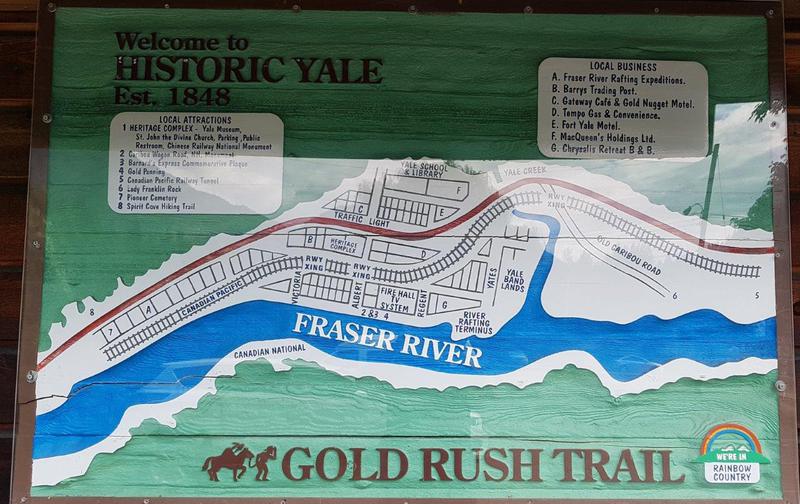 Welcome to
HISTORIC YALE
Est. 1848
LOCAL ATTRACTIONS
1 HERITAGE COMPLEX - Yale Museum,
St. John the Divine Church, Parking, Public
Restroom, Chinese Railway National Monument
2 Cariboo Wagon Road, Ntl. Monument
3 Barnard's Express Commemorative Plaque
4 Gold Panning
5 Canadian Pacific Railway Tunnel
6 Lady Franklin Rock
7 Pioneer Cemetery
8 Spirit Cave Hiking Trail
LOCAL BUSINESS
A. Fraser River Rafting Expeditions.
B. Barrys Trading Post.
C. Gateway Café & Gold Nugget Motel.
D. Tempo Gas & Convenience.
E. Fort Yale Motel.
F. MacQueen's Holdings Ltd.
G. Chrysalis Retreat B & B.
YALE SCHOOL
& LIBRARY
YALE CREEK
F
C
E
TRAFFIC LIGHT
RWY
XING
B
HERITAGE
COMPLEX
D
OLD CARIBOU ROAD
RWY
XING
RWY
XING
VICTORIA
ALBERT
REGENT
YATES
YALE
BAND
LANDS
6
5
8
7
A
CANADIAN PACIFIC
FIRE HALL
TV
SYSTEM
G
2&3 4
RIVER
RAFTING
TERMINUS
FRASER RIVER
CANADIAN NATIONAL
GOLD RUSH TRAIL
WE'RE IN
RAINBOW
COUNTRY